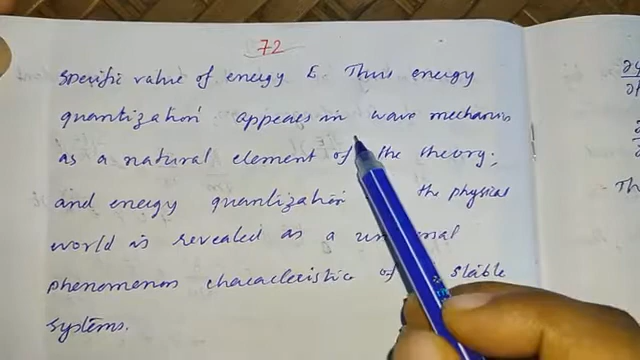 72
specific value of energy E. Thus energy
quantization appears in wave mechanics
as a natural element of the theory,
and energy quantization the physical
world is revealed as a
phenomenon characteristic of stable
systems.
∂
Th